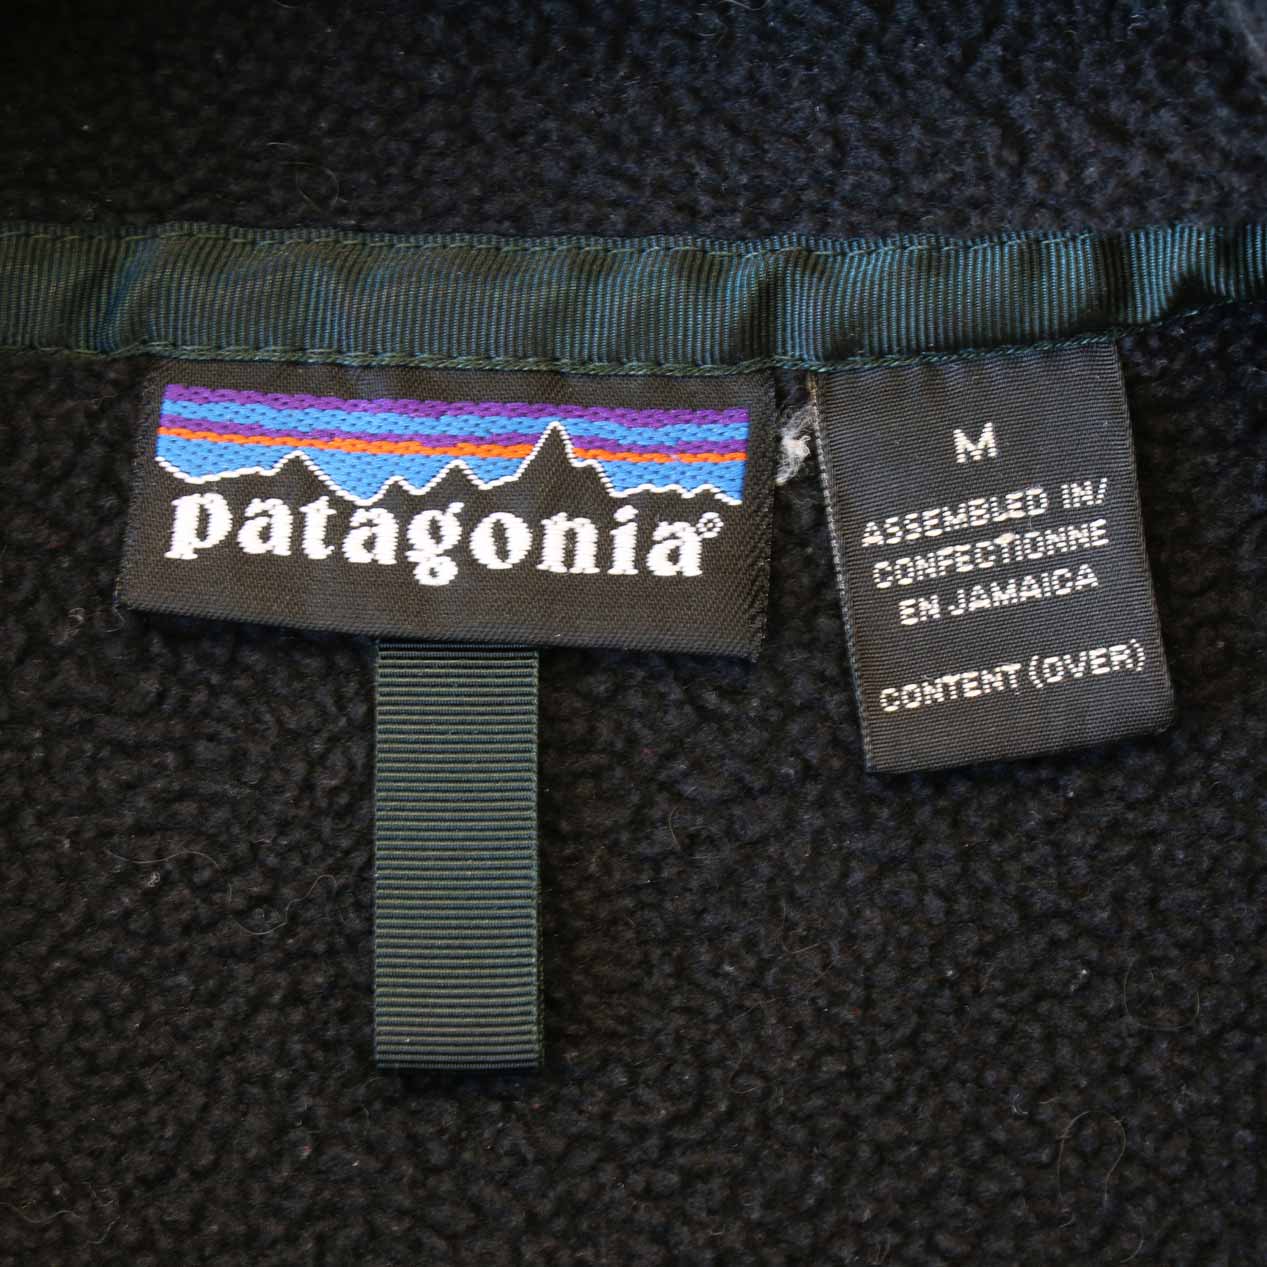 patagonia®
M
ASSEMBLED IN/
CONFECTIONNE
EN JAMAICA
CONTENT (OVER)